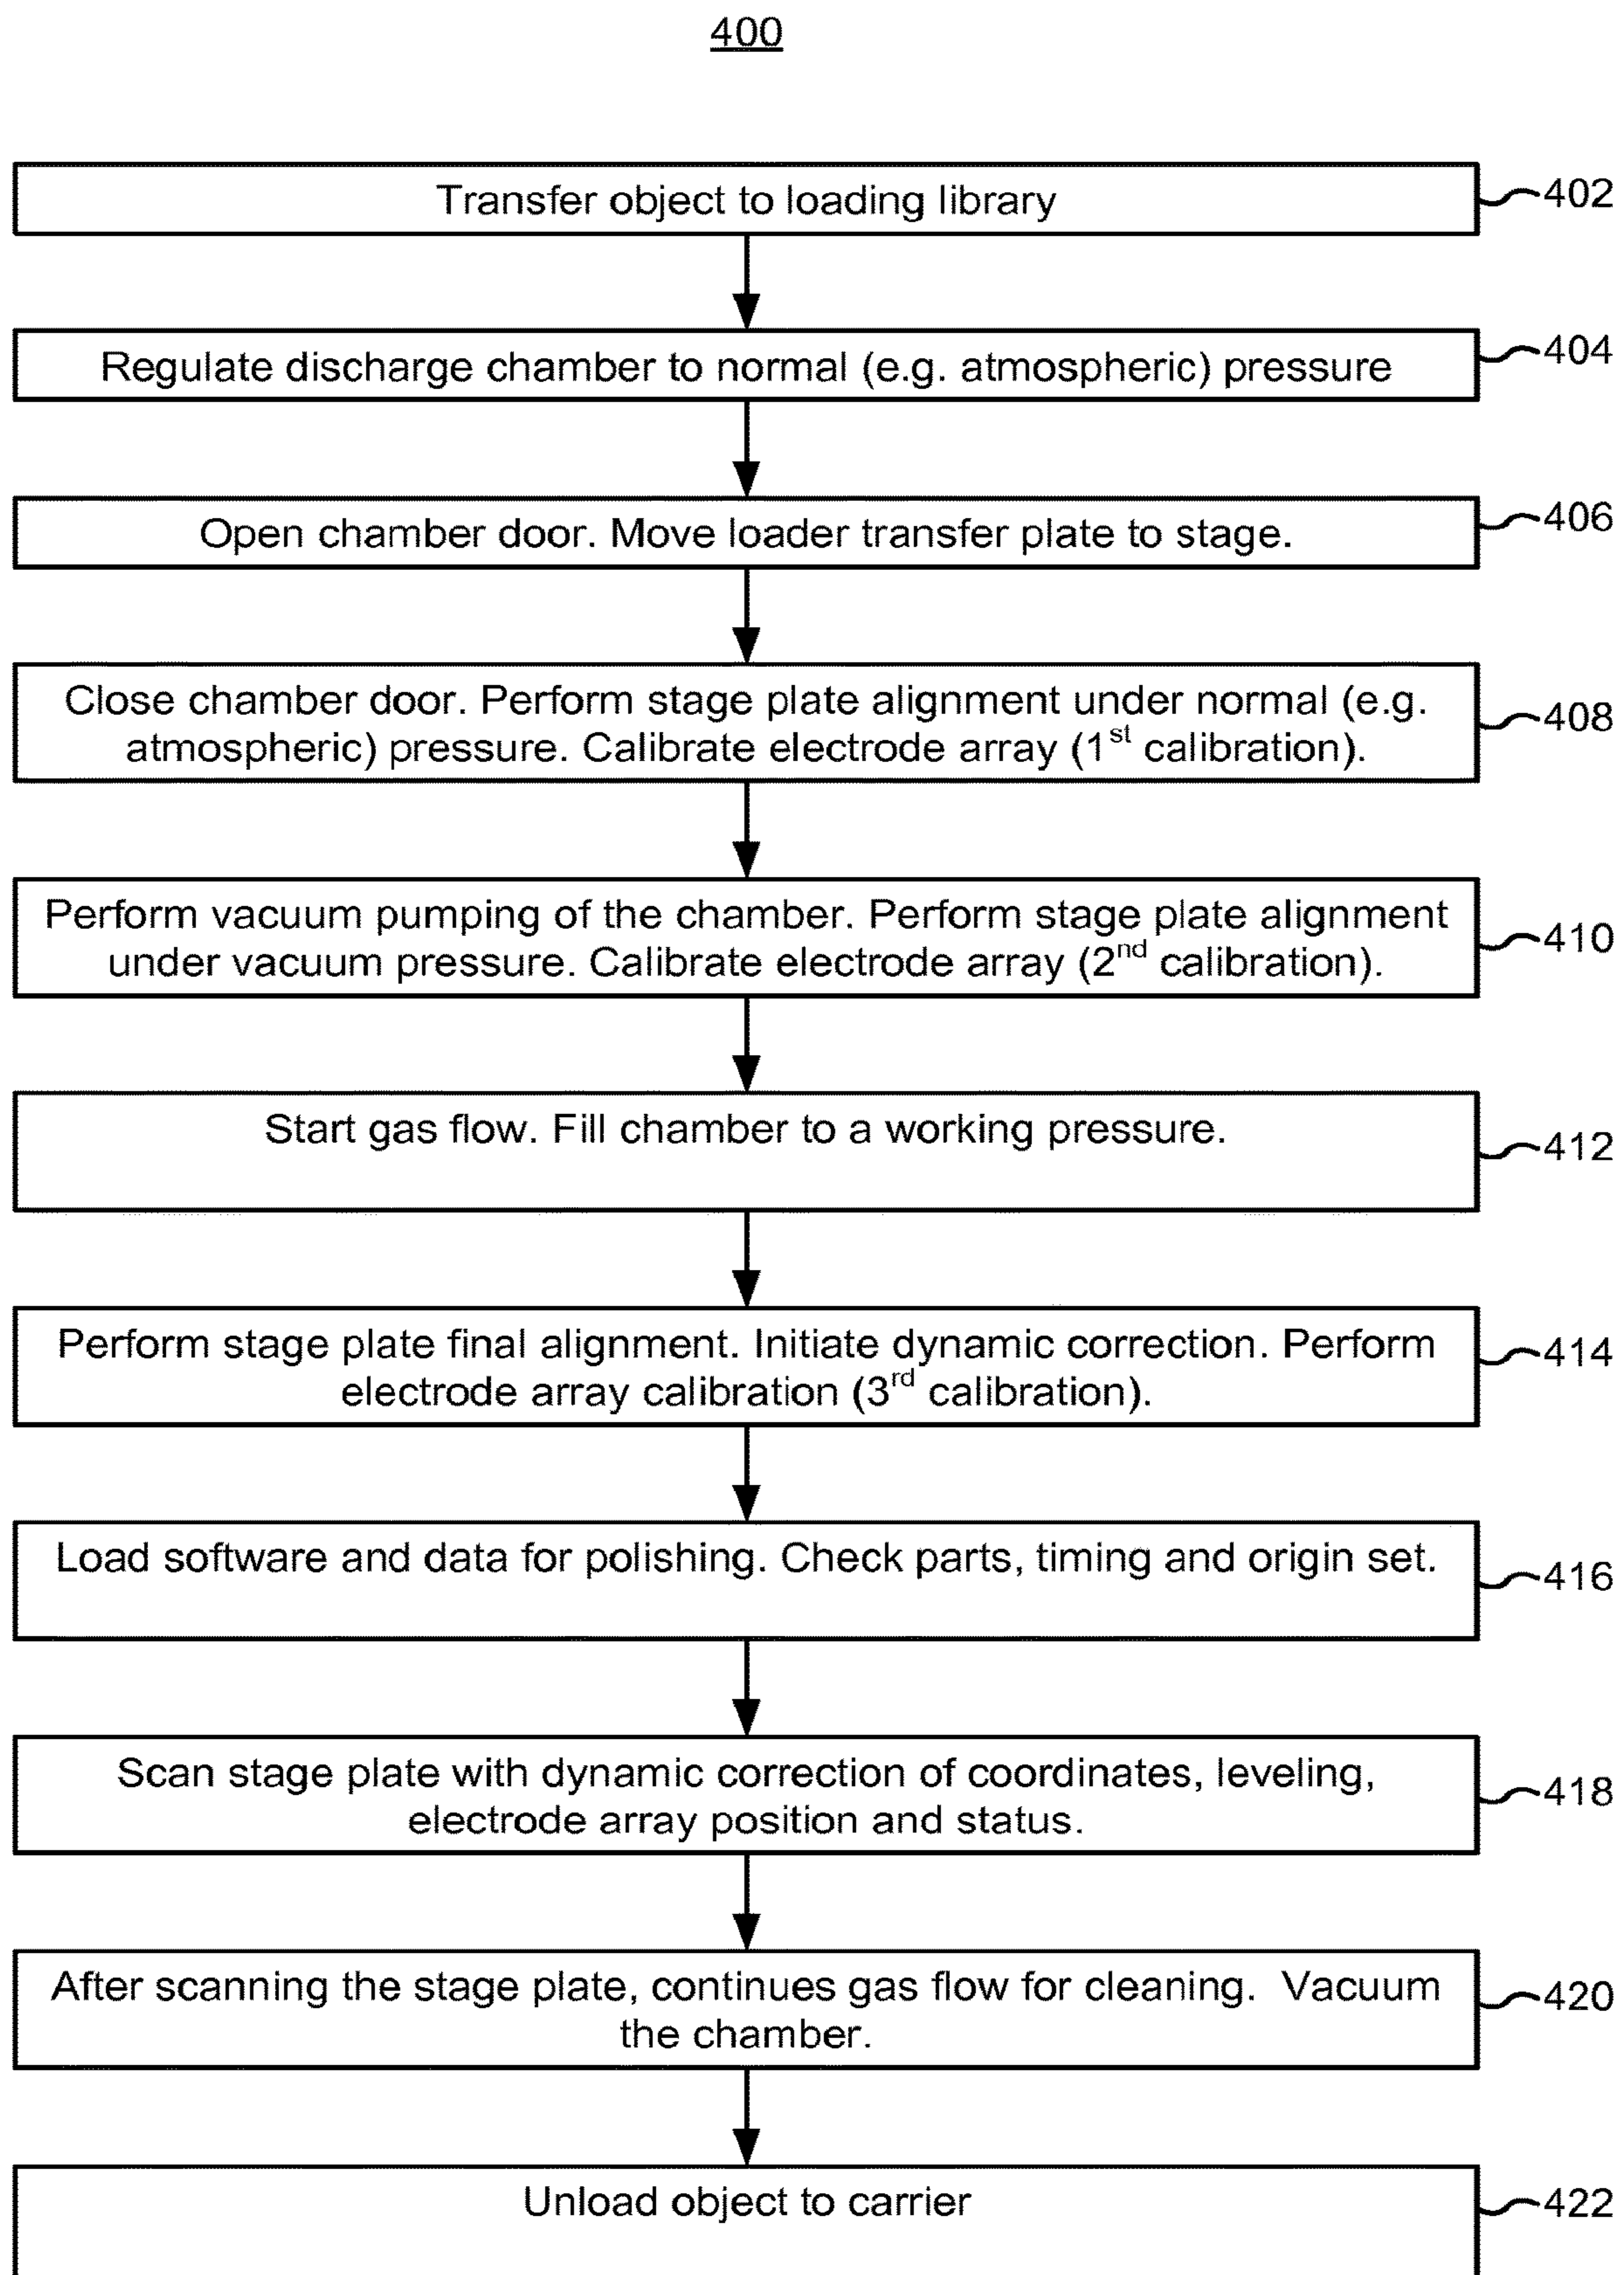 400
Transfer object to loading library
402
Regulate discharge chamber to normal (e.g. atmospheric) pressure
404
Open chamber door. Move loader transfer plate to stage.
406
Close chamber door. Perform stage plate alignment under normal (e.g.
atmospheric) pressure. Calibrate electrode array (1st calibration).
408
Perform vacuum pumping of the chamber. Perform stage plate alignment
under vacuum pressure. Calibrate electrode array (2nd calibration).
410
Start gas flow. Fill chamber to a working pressure.
412
Perform stage plate final alignment. Initiate dynamic correction. Perform
electrode array calibration (3rd calibration).
414
Load software and data for polishing. Check parts, timing and origin set.
416
Scan stage plate with dynamic correction of coordinates, leveling,
electrode array position and status.
418
After scanning the stage plate, continues gas flow for cleaning.  Vacuum
the chamber.
420
Unload object to carrier
422